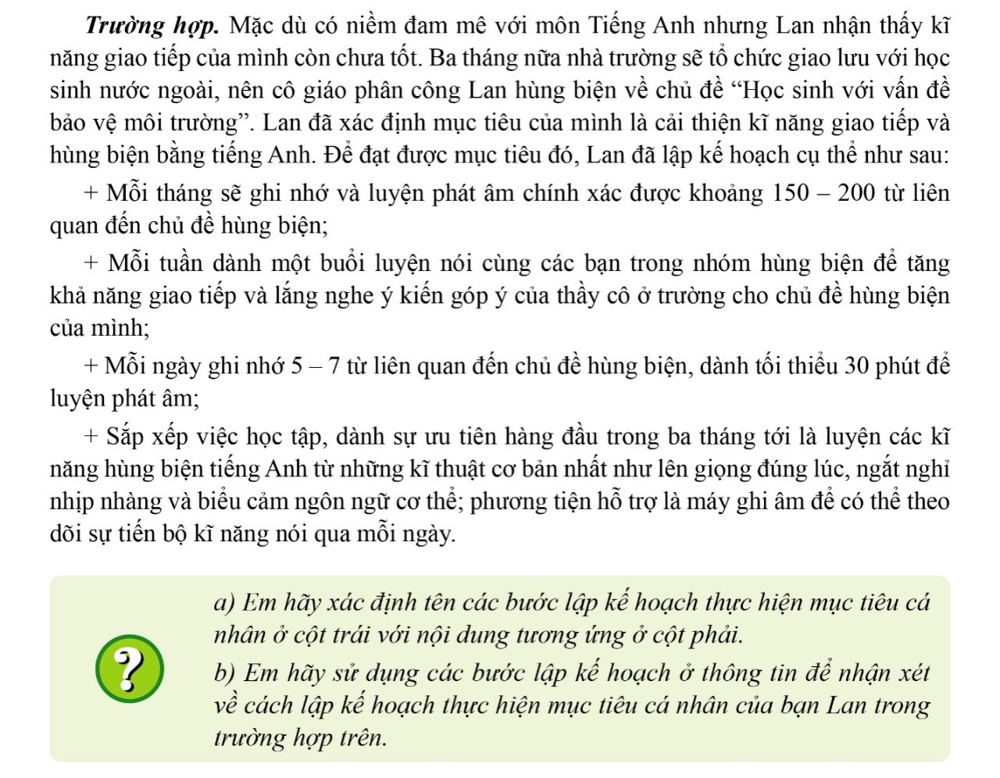 Trường hợp. Mặc dù có niềm đam mê với môn Tiếng Anh nhưng Lan nhận thấy kĩ
năng giao tiếp của mình còn chưa tốt. Ba tháng nữa nhà trường sẽ tổ chức giao lưu với học
sinh nước ngoài, nên cô giáo phân công Lan hùng biện về chủ đề “Học sinh với vấn đề
bảo vệ môi trường”. Lan đã xác định mục tiêu của mình là cải thiện kĩ năng giao tiếp và
hùng biện bằng tiếng Anh. Để đạt được mục tiêu đó, Lan đã lập kế hoạch cụ thể như sau:
+ Mỗi tháng sẽ ghi nhớ và luyện phát âm chính xác được khoảng 150 – 200 từ liên
quan đến chủ đề hùng biện;
+ Mỗi tuần dành một buổi luyện nói cùng các bạn trong nhóm hùng biện để tăng
khả năng giao tiếp và lắng nghe ý kiến góp ý của thầy cô ở trường cho chủ đề hùng biện
của mình;
+ Mỗi ngày ghi nhớ 5 – 7 từ liên quan đến chủ đề hùng biện, dành tối thiểu 30 phút để
luyện phát âm;
+ Sắp xếp việc học tập, dành sự ưu tiên hàng đầu trong ba tháng tới là luyện các kĩ
năng hùng biện tiếng Anh từ những kĩ thuật cơ bản nhất như lên giọng đúng lúc, ngắt nghỉ
nhịp nhàng và biểu cảm ngôn ngữ cơ thể; phương tiện hỗ trợ là máy ghi âm để có thể theo
dõi sự tiến bộ kĩ năng nói qua mỗi ngày.
?
a) Em hãy xác định tên các bước lập kế hoạch thực hiện mục tiêu cá
nhân ở cột trái với nội dung tương ứng ở cột phải.
b) Em hãy sử dụng các bước lập kế hoạch ở thông tin để nhận xét
về cách lập kế hoạch thực hiện mục tiêu cá nhân của bạn Lan trong
trường hợp trên.